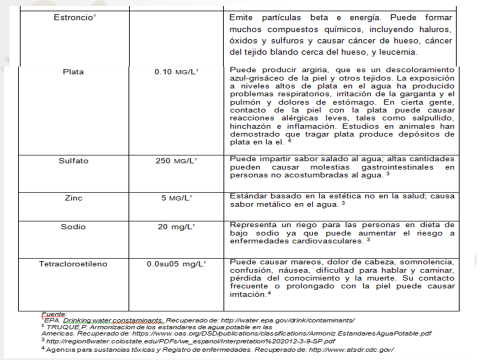 Estroncio¹
Emite partículas beta e energía. Puede formar
muchos compuestos químicos, incluyendo haluros,
óxidos y sulfuros y causar cáncer de hueso, cáncer
del tejido blando cerca del hueso, y leucemia.
Plata
0.10 MG/L¹
Puede producir argiria, que es un descoloramiento
azul-grisáceo de la piel y otros tejidos. La exposición
a niveles altos de plata en el agua ha producido
problemas respiratorios, irritación de la garganta y el
pulmón y dolores de estómago. En cierta gente,
contacto de la piel con la plata puede causar
reacciones alérgicas leves, tales como salpullido,
hinchazón e inflamación. Estudios en animales han
demostrado que tragar plata produce depósitos
de plata en la el. ⁴
Sulfato
250 MG/L¹
Puede impartir sabor salado al agua; altas cantidades
pueden causar molestias gastrointestinales en
personas no acostumbradas al agua. ³
Zinc
5 MG/L¹
Estándar basado en la estética no en la salud; causa
sabor metálico en el agua. ³
Sodio
20 mg/L¹
Representa un riego para las personas en dieta de
bajo sodio ya que puede aumentar el riesgo a
enfermedades cardiovasculares. ³
Tetracloroetileno
0.0su05 mg/L¹
Puede causar mareos, dolor de cabeza, somnolencia,
confusión, náusea, dificultad para hablar y caminar,
pérdida del conocimiento y la muerte. Su contacto
frecuente o prolongado con la piel puede causar
irritación.⁴
Fuente:
¹EPA. Drinking water constaminants. Recuperado de: http://water.epa.gov/drink/contaminants/
² TRUQUE,P. Armonizacion de los estandares de agua potable en las
Americas. Recuperado de: https://www.oas.org/DSD/publications/classifications/Armoniz.EstandaresAguaPotable.pdf
³ http://region8water.colostate.edu/PDFs/we_espanol/Interpretation%202012-3-9-SP.pdf
⁴ Agencia para sustancias tóxicas y Registro de enfermedades. Recuperado de: http://www.atsdr.cdc.gov/